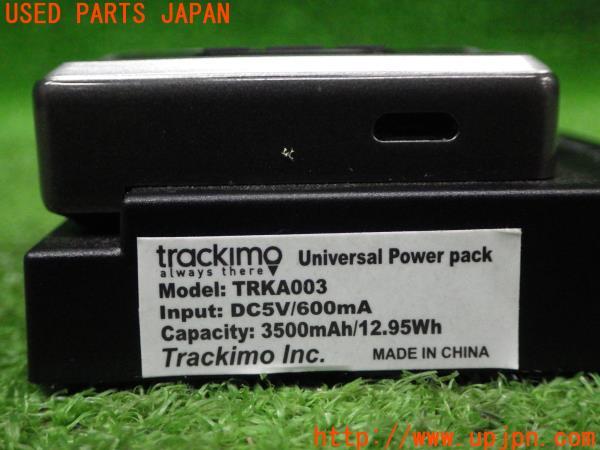 USED PARTS JAPAN
trackimo
always there
Universal Power pack
Model: TRKA003
Input: DC5V/600mA
Capacity: 3500mAh/12.95Wh
Trackimo Inc. MADE IN CHINA
http://www.upjpn.com